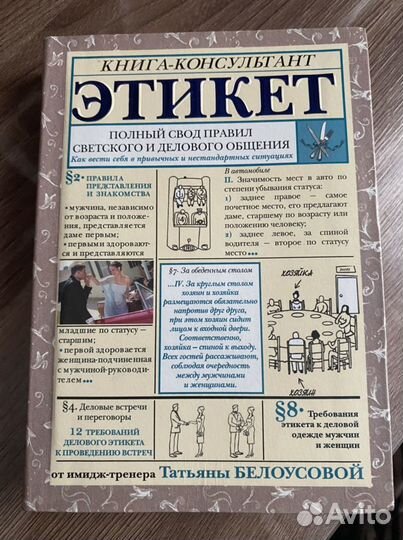 КНИГА-КОНСУЛЬТАНТ
ЭТИКЕТ
ПОЛНЫЙ СВОД ПРАВИЛ
СВЕТСКОГО И ДЕЛОВОГО ОБЩЕНИЯ
Как вести себя в привычных и нестандартных ситуациях
§2• ПРАВИЛА
ПРЕДСТАВЛЕНИЯ
И ЗНАКОМСТВА
• мужчина, независимо
от возраста и положе-
ния, представляется
даме первым;
• первыми здоровают-
ся и представляются
младшие по статусу —
старшим;
• первой здоровается
женщина-подчиненная
с мужчиной-руководи-
телем...
В автомобиле
II. Значимость мест в авто по
степени убывания статуса:
1) заднее правое — самое
почетное место, его предлагают
даме, старшему по возрасту или
положению человеку;
2) заднее левое, за спиной
водителя — второе по статусу
место...
§7· За обеденным столом
...IV. За круглым столом
хозяин и хозяйка
размещаются обязательно
напротив друг друга,
при этом хозяин сидит
лицом к входной двери.
Соответственно,
хозяйка — спиной к выходу.
Всех гостей рассаживают,
соблюдая очередность
между мужчинами
и женщинами.
ХОЗЯЙКА
ХОЗЯИН
§4. Деловые встречи
и переговоры
12 ТРЕБОВАНИЙ
ДЕЛОВОГО ЭТИКЕТА
К ПРОВЕДЕНИЮ ВСТРЕЧ
§8• Требования
этикета к деловой
одежде мужчин
и женщин
от имидж-тренера Татьяны БЕЛОУСОВОЙ
Avito